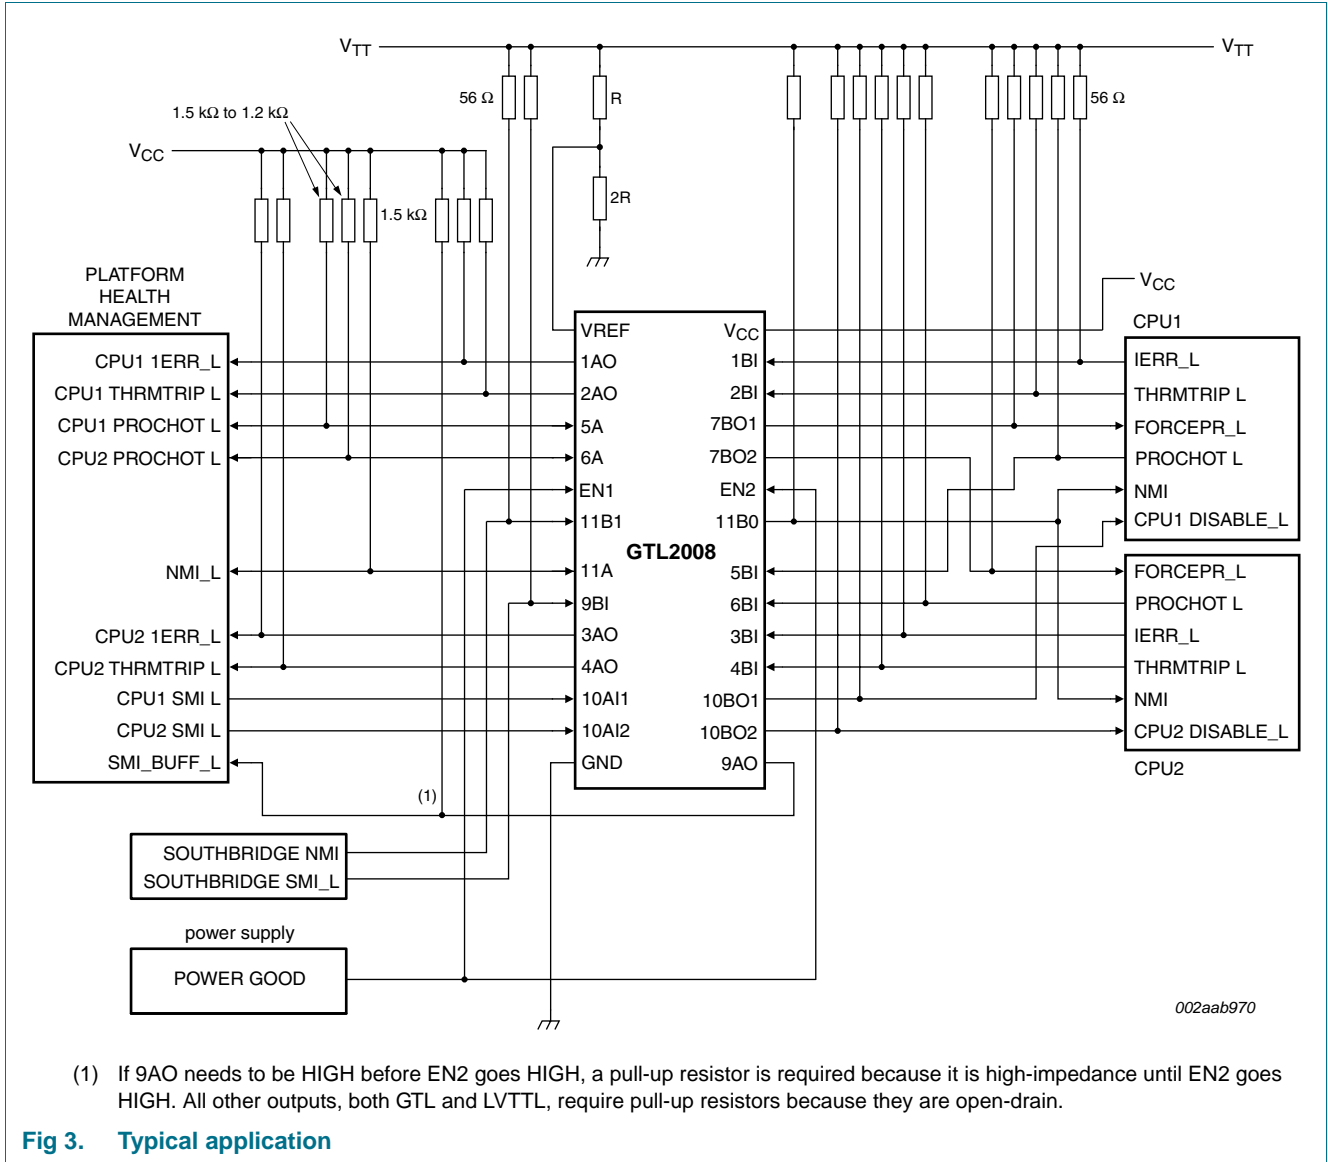 VTT
VTT
56 Ω
R
56 Ω
1.5 kΩ to 1.2 kΩ
VCC
2R
1.5 kΩ
PLATFORM
HEALTH
MANAGEMENT
CPU1 1ERR_L
CPU1 THRMTRIP L
CPU1 PROCHOT L
CPU2 PROCHOT L
NMI_L
CPU2 1ERR_L
CPU2 THRMTRIP L
CPU1 SMI L
CPU2 SMI L
SMI_BUFF_L
(1)
VREF
1AO
2AO
5A
6A
EN1
11B1
11A
9BI
3AO
4AO
10AI1
10AI2
GND
GTL2008
VCC
1BI
2BI
7BO1
7BO2
EN2
11B0
5BI
6BI
3BI
4BI
10BO1
10BO2
9AO
VCC
CPU1
IERR_L
THRMTRIP L
FORCEPR_L
PROCHOT L
NMI
CPU1 DISABLE_L
FORCEPR_L
PROCHOT L
IERR_L
THRMTRIP L
NMI
CPU2 DISABLE_L
CPU2
SOUTHBRIDGE NMI
SOUTHBRIDGE SMI_L
power supply
POWER GOOD
002aab970
(1) If 9AO needs to be HIGH before EN2 goes HIGH, a pull-up resistor is required because it is high-impedance until EN2 goes
HIGH. All other outputs, both GTL and LVTTL, require pull-up resistors because they are open-drain.
Fig 3. Typical application